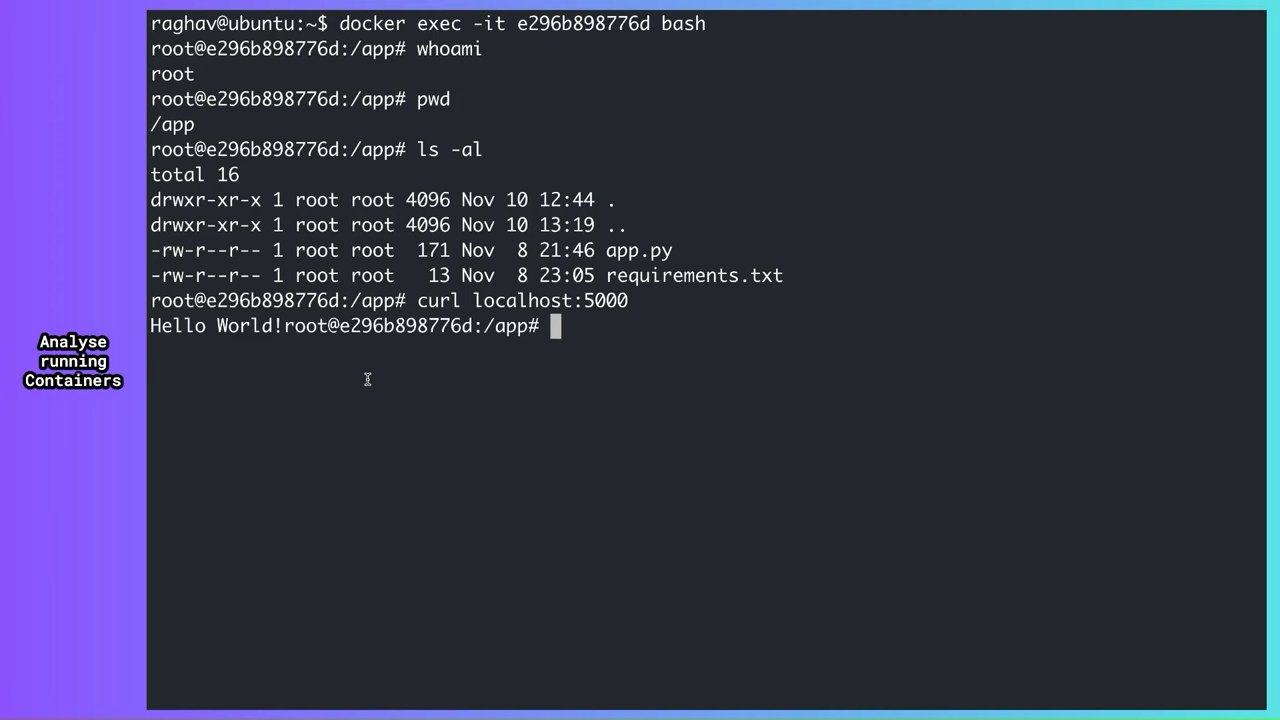 raghav@ubuntu:~$ docker exec -it e296b898776d bash
root@e296b898776d:/app# whoami
root
root@e296b898776d:/app# pwd
/app
root@e296b898776d:/app# ls -al
total 16
drwxr-xr-x 1 root root 4096 Nov 10 12:44 .
drwxr-xr-x 1 root root 4096 Nov 10 13:19 ..
-rw-r--r-- 1 root root  171 Nov  8 21:46 app.py
-rw-r--r-- 1 root root   13 Nov  8 23:05 requirements.txt
root@e296b898776d:/app# curl localhost:5000
Hello World!root@e296b898776d:/app#
Analyse
running
Containers